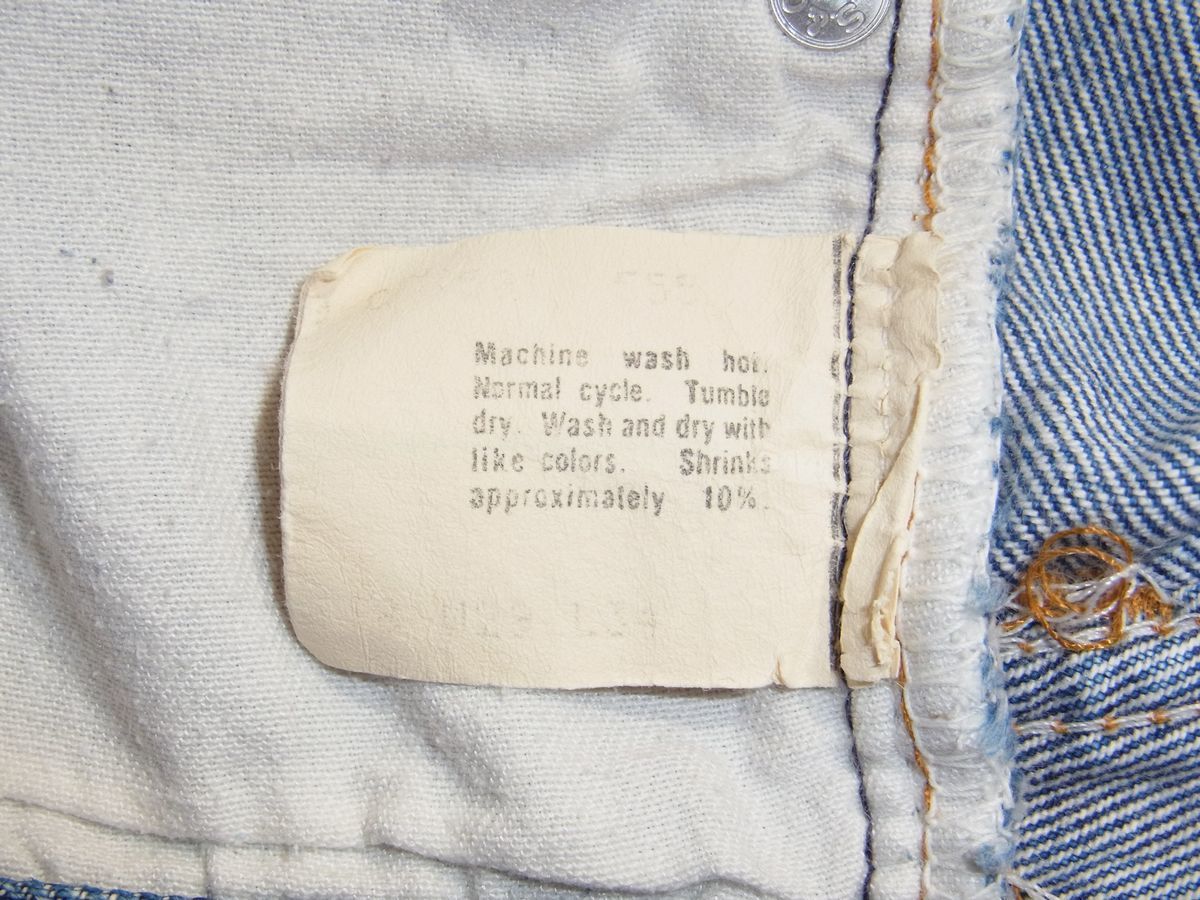 Machine wash hot.
Normal cycle. Tumble
dry. Wash and dry with
like colors. Shrinks
approximately 10%.